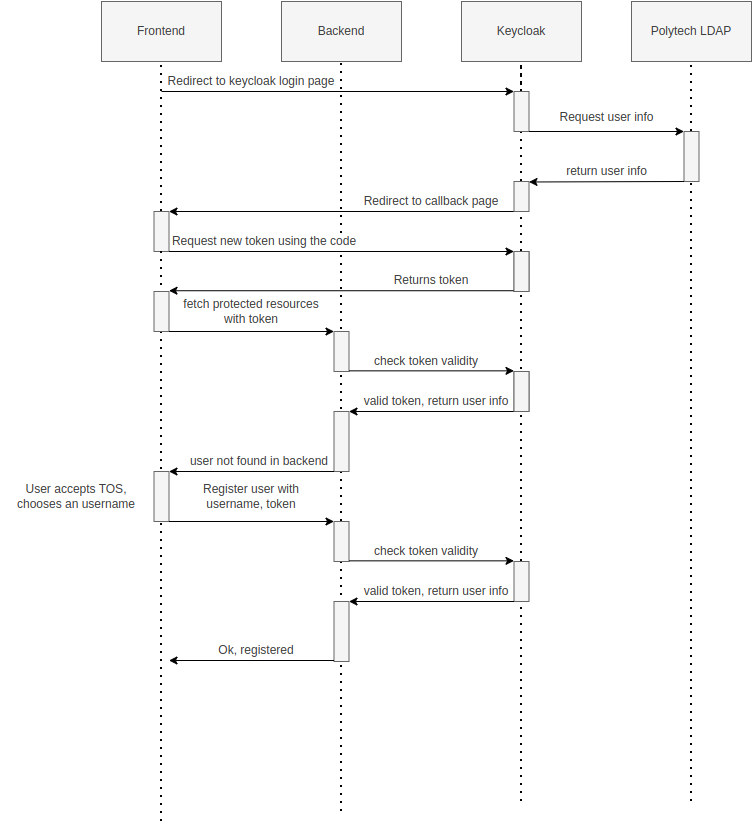 Frontend
Backend
Keycloak
Polytech LDAP
Redirect to keycloak login page
Request user info
return user info
Redirect to callback page
Request new token using the code
Returns token
fetch protected resources
with token
check token validity
valid token, return user info
user not found in backend
User accepts TOS,
chooses an username
Register user with
username, token
check token validity
valid token, return user info
Ok, registered